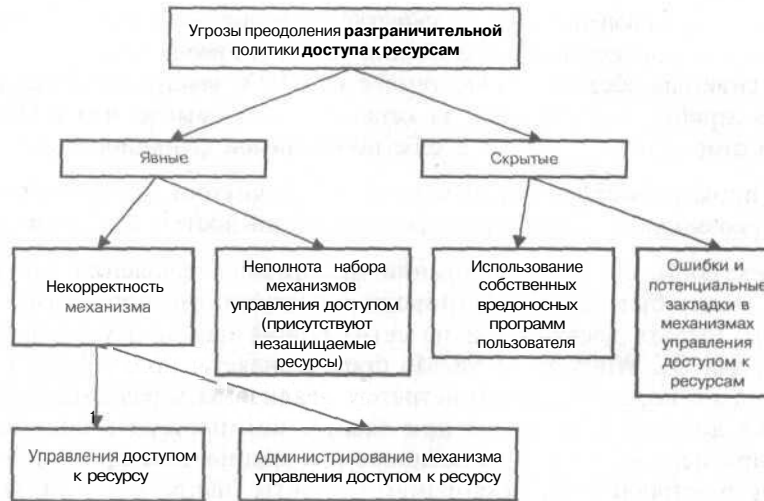 Угрозы преодоления разграничительной
политики доступа к ресурсам
Явные
Скрытые
Некорректность
механизма
Неполнота набора
механизмов
управления доступом
(присутствуют
незащищаемые
ресурсы)
Использование
собственных
вредоносных
программ
пользователя
Ошибки и
потенциальные
закладки в
механизмах
управления
доступом к
ресурсам
Управления доступом
к ресурсу
Администрирование механизма
управления доступом к ресурсу